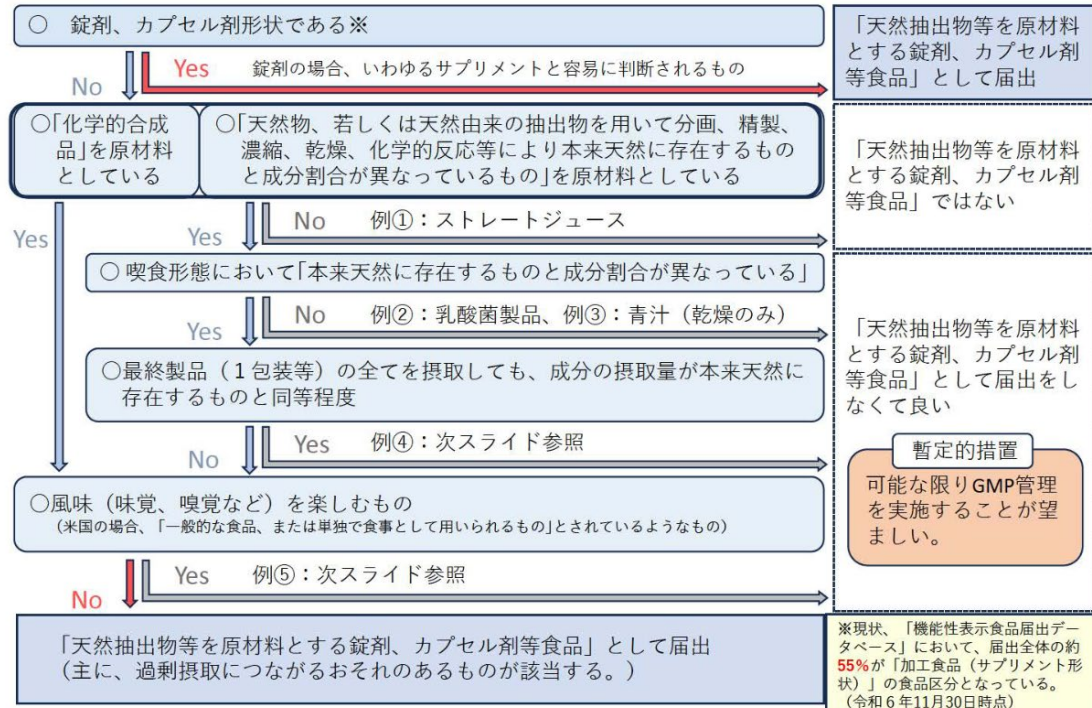 ○ 錠剤、カプセル剤形状である※
「天然抽出物等を原材料
とする錠剤、カプセル剤
等食品」として届出
Yes 錠剤の場合、いわゆるサプリメントと容易に判断されるもの
No
○「化学的合成
品」を原材料
としている
○「天然物、若しくは天然由来の抽出物を用いて分画、精製、
濃縮、乾燥、化学的反応等により本来天然に存在するもの
と成分割合が異なっているもの」を原材料としている
「天然抽出物等を原材料
とする錠剤、カプセル剤
等食品」ではない
No 例①：ストレートジュース
Yes
Yes
○ 喫食形態において「本来天然に存在するものと成分割合が異なっている」
No 例②：乳酸菌製品、例③：青汁（乾燥のみ）
Yes
「天然抽出物等を原材料
とする錠剤、カプセル剤
等食品」として届出をし
なくて良い
○最終製品（１包装等）の全てを摂取しても、成分の摂取量が本来天然に
存在するものと同等程度
Yes 例④：次スライド参照
No
暫定的措置
可能な限りGMP管理
を実施することが望
ましい。
○風味（味覚、嗅覚など）を楽しむもの
（米国の場合、「一般的な食品、または単独で食事として用いられるもの」とされているようなもの）
Yes 例⑤：次スライド参照
No
「天然抽出物等を原材料とする錠剤、カプセル剤等食品」として届出
（主に、過剰摂取につながるおそれのあるものが該当する。）
※現状、「機能性表示食品届出デー
タベース」において、届出全体の約
55%が「加工食品（サプリメント形
状）」の食品区分となっている。
（令和６年11月30日時点）